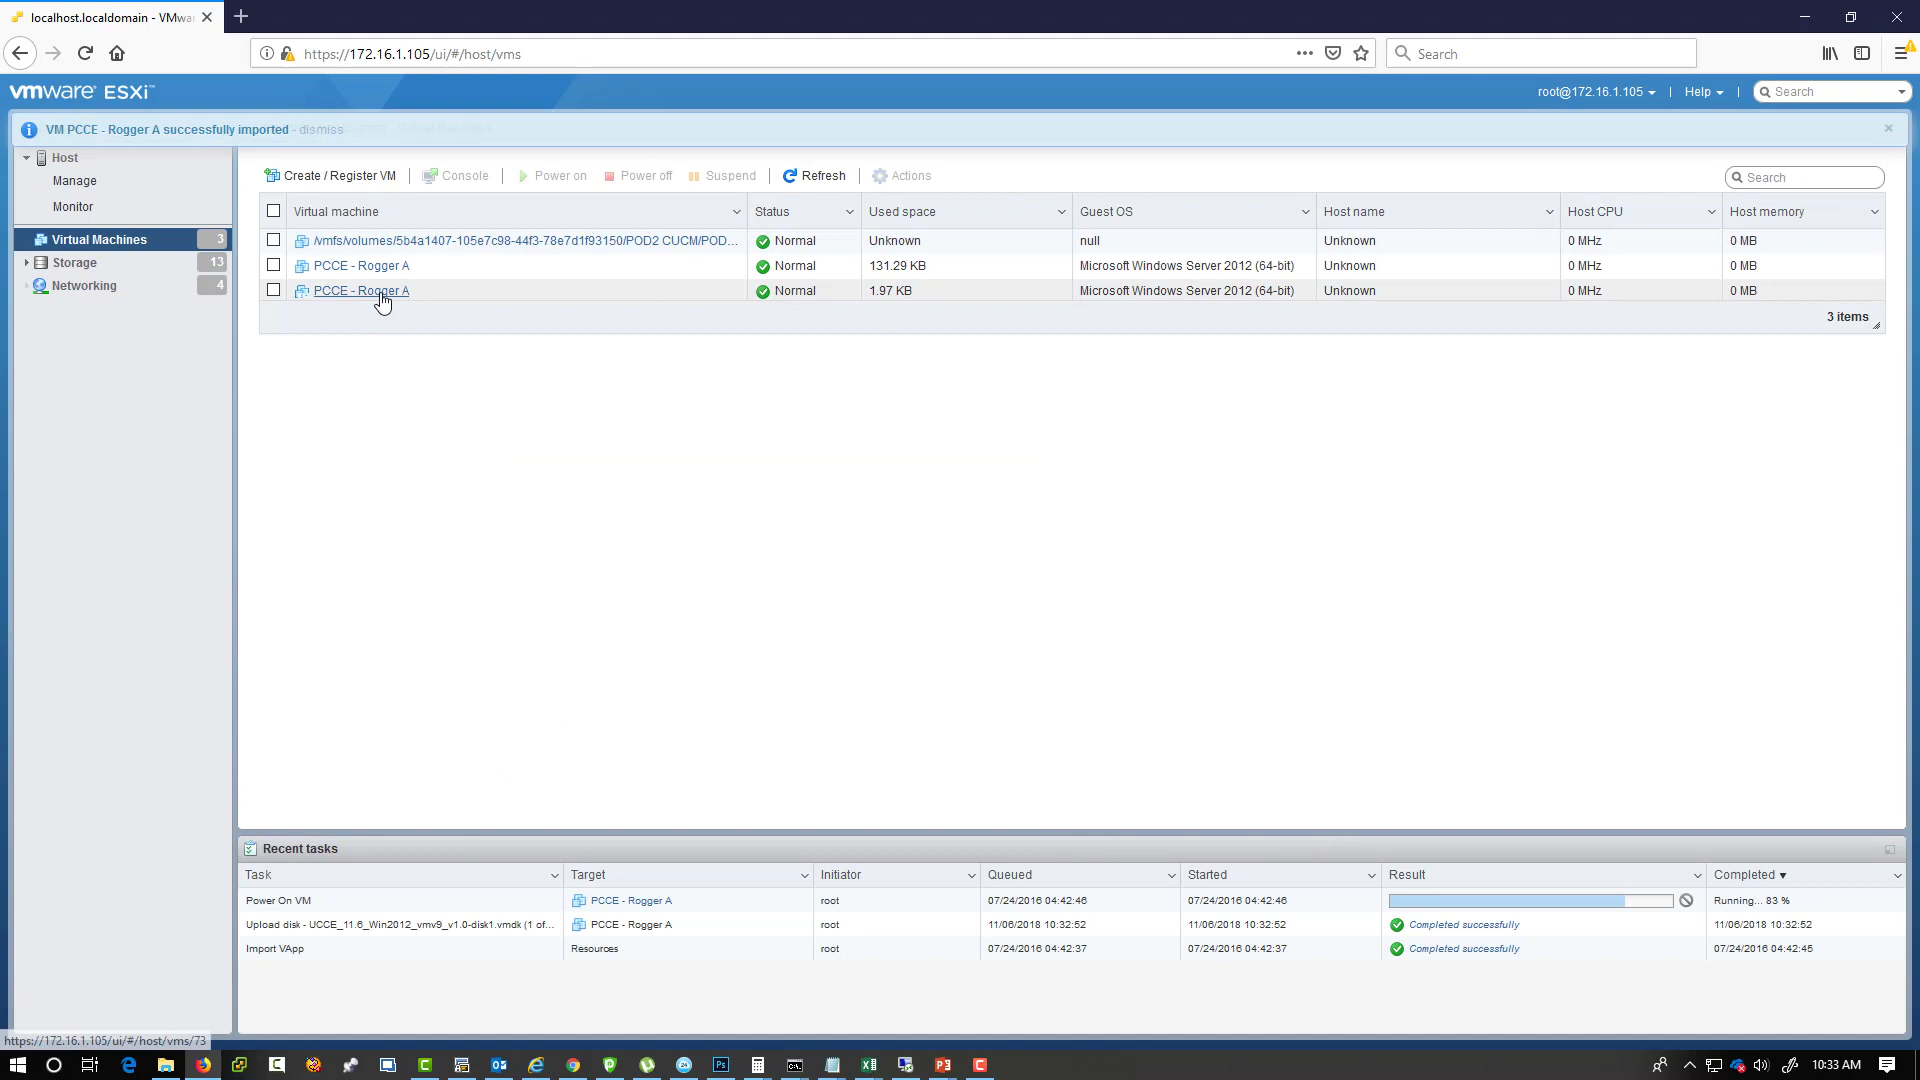 localhost.localdomain - VMwa
https://172.16.1.105/ui/#/host/vms
Search
vmware ESXi™
root@172.16.1.105 | Help | Search
VM PCCE - Rogger A successfully imported - dismiss
Host
Manage
Monitor
Virtual Machines 3
Storage 13
Networking 4
Create / Register VM | Console | Power on Power off Suspend | Refresh | Actions
Search
Virtual machine Status Used space Guest OS Host name Host CPU Host memory
/vmfs/volumes/5b4a1407-105e7c98-44f3-78e7d1f93150/POD2 CUCM/POD... Normal Unknown null Unknown 0 MHz 0 MB
PCCE - Rogger A Normal 131.29 KB Microsoft Windows Server 2012 (64-bit) Unknown 0 MHz 0 MB
PCCE - Rogger A Normal 1.97 KB Microsoft Windows Server 2012 (64-bit) Unknown 0 MHz 0 MB
3 items
Recent tasks
Task Target Initiator Queued Started Result Completed ▼
Power On VM PCCE - Rogger A root 07/24/2016 04:42:46 07/24/2016 04:42:46 Running... 83 %
Upload disk - UCCE_11.6_Win2012_vmv9_v1.0-disk1.vmdk (1 of... PCCE - Rogger A root 11/06/2018 10:32:52 11/06/2018 10:32:52 Completed successfully 11/06/2018 10:32:52
Import VApp Resources root 07/24/2016 04:42:37 07/24/2016 04:42:37 Completed successfully 07/24/2016 04:42:45
https://172.16.1.105/ui/#/host/vms/73
10:33 AM